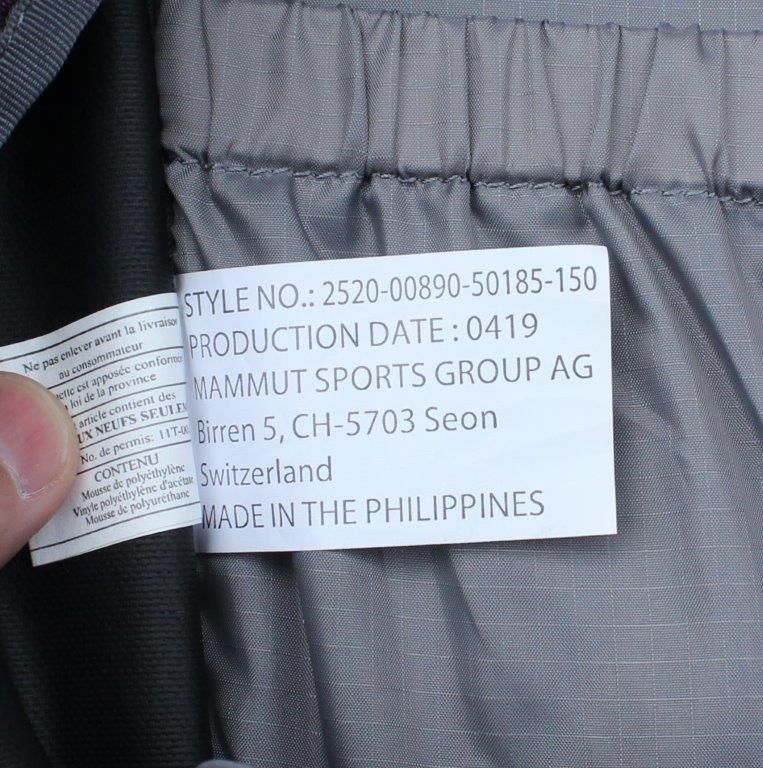 STYLE NO.: 2520-00890-50185-150
PRODUCTION DATE : 0419
MAMMUT SPORTS GROUP AG
Birren 5, CH-5703 Seon
Switzerland
MADE IN THE PHILIPPINES
Ne pas enlever avant la livraison
au consommateur
est apposée
loi de la province
article contient des
NEUFS
No. de permis:
CONTENU
Mousse de polyéthylène
Vinyle polyéthylène d'acétate
Mousse de polyuréthane